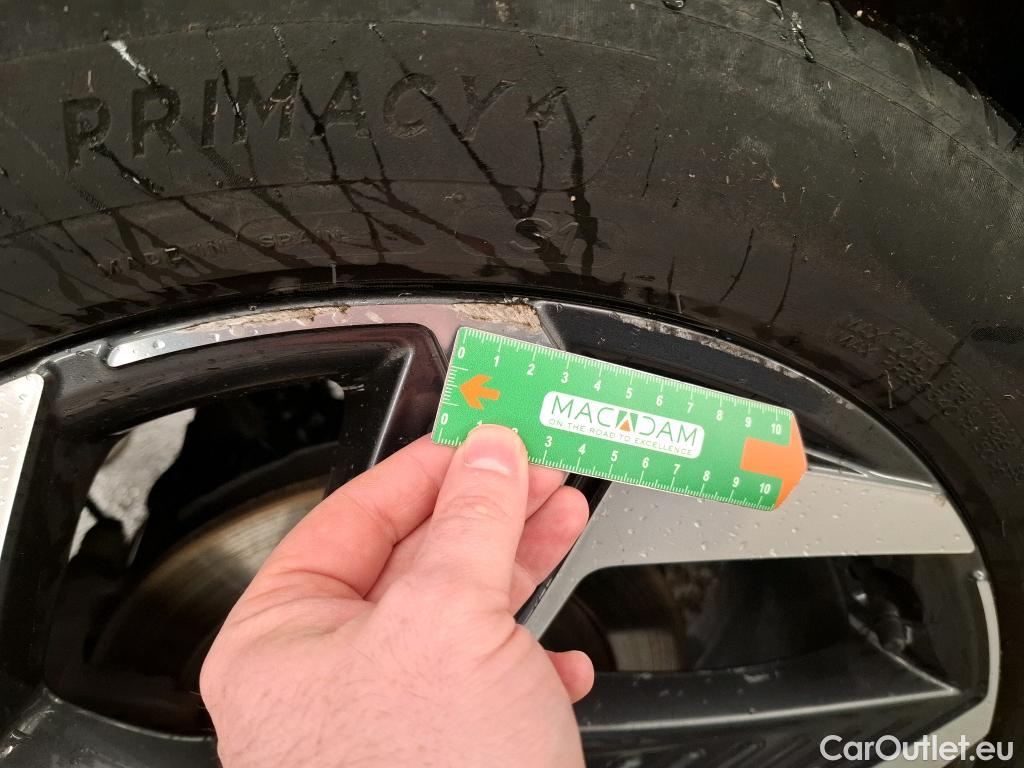 PRIMACY 4
MADE IN SPAIN S1
0 1 2 3 4 5 6 7 8 9 10
MACADAM
ON THE ROAD TO EXCELLENCE
0 1 2 3 4 5 6 7 8 9 10
CarOutlet.eu